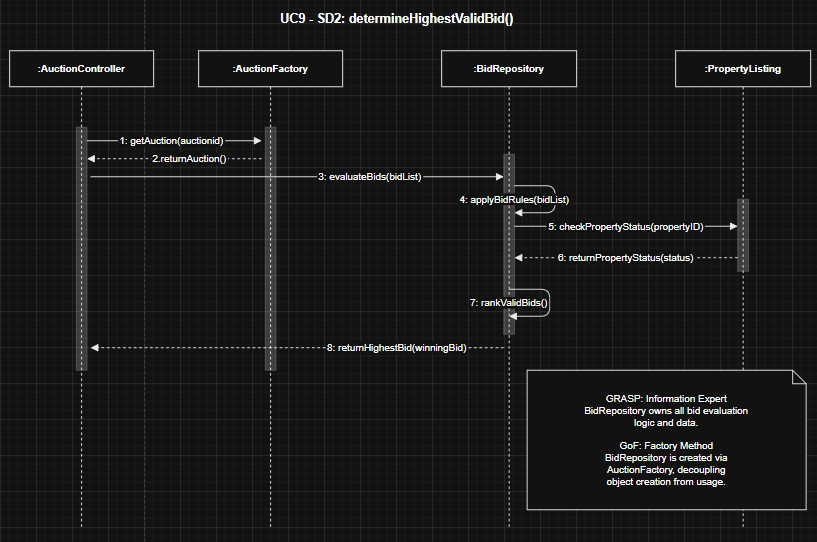 UC9 - SD2: determineHighestValidBid()
:AuctionController
:AuctionFactory
:BidRepository
:PropertyListing
1: getAuction(auctionid)
2.returnAuction()
3: evaluateBids(bidList)
4: applyBidRules(bidList)
5: checkPropertyStatus(propertyID)
6: returnPropertyStatus(status)
7: rankValidBids()
8: returnHighestBid(winningBid)
GRASP: Information Expert
BidRepository owns all bid evaluation
logic and data.
GoF: Factory Method
BidRepository is created via
AuctionFactory, decoupling
object creation from usage.